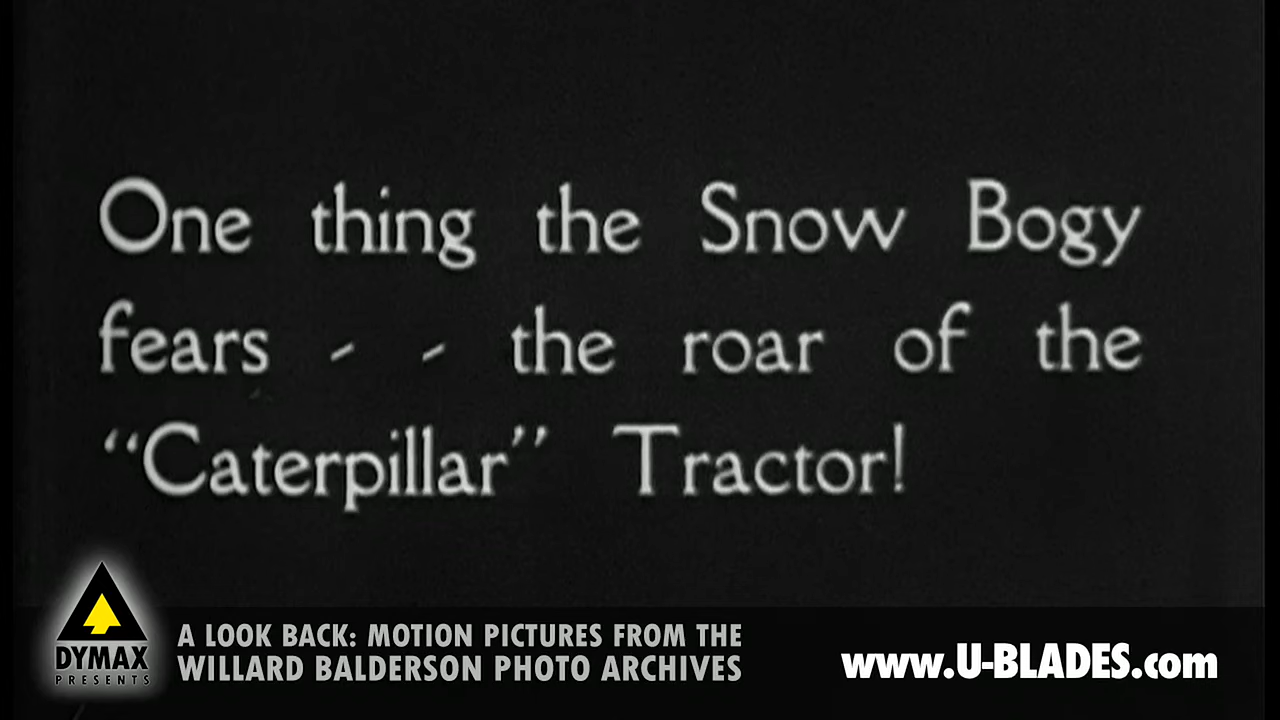 One thing the Snow Bogy
fears - - the roar of the
“Caterpillar” Tractor!
DYMAX
PRESENTS
A LOOK BACK: MOTION PICTURES FROM THE
WILLARD BALDERSON PHOTO ARCHIVES
www.U-BLADES.com